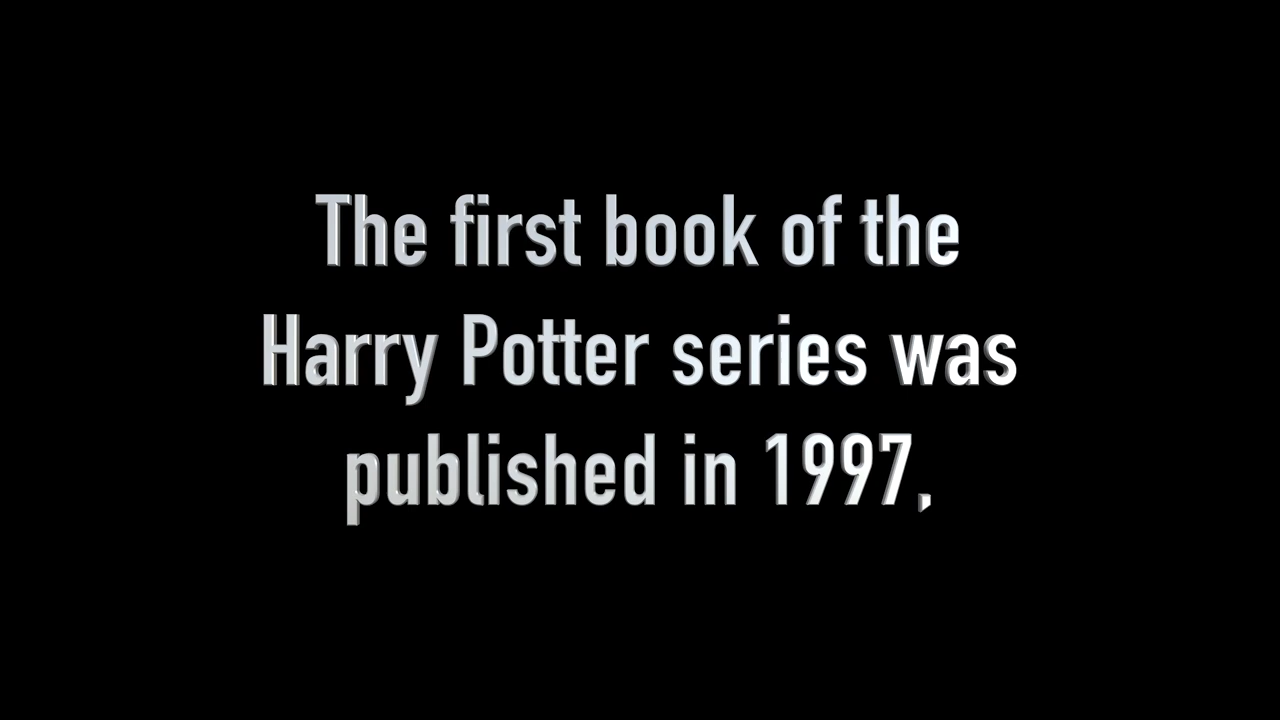 The first book of the
Harry Potter series was
published in 1997,